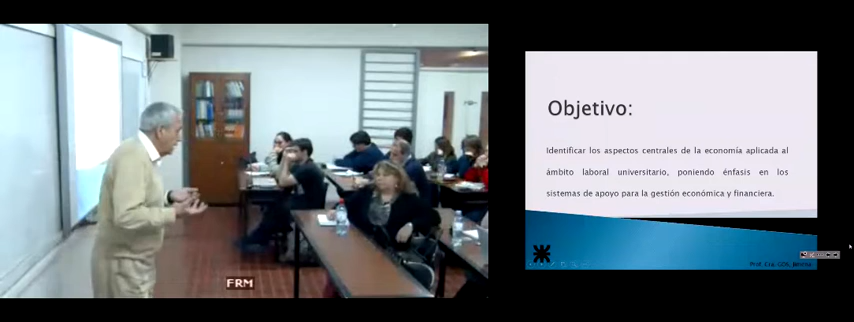 FRM
Objetivo:
Identificar los aspectos centrales de la economía aplicada al
ámbito laboral universitario, poniendo énfasis en los
sistemas de apoyo para la gestión económica y financiera.